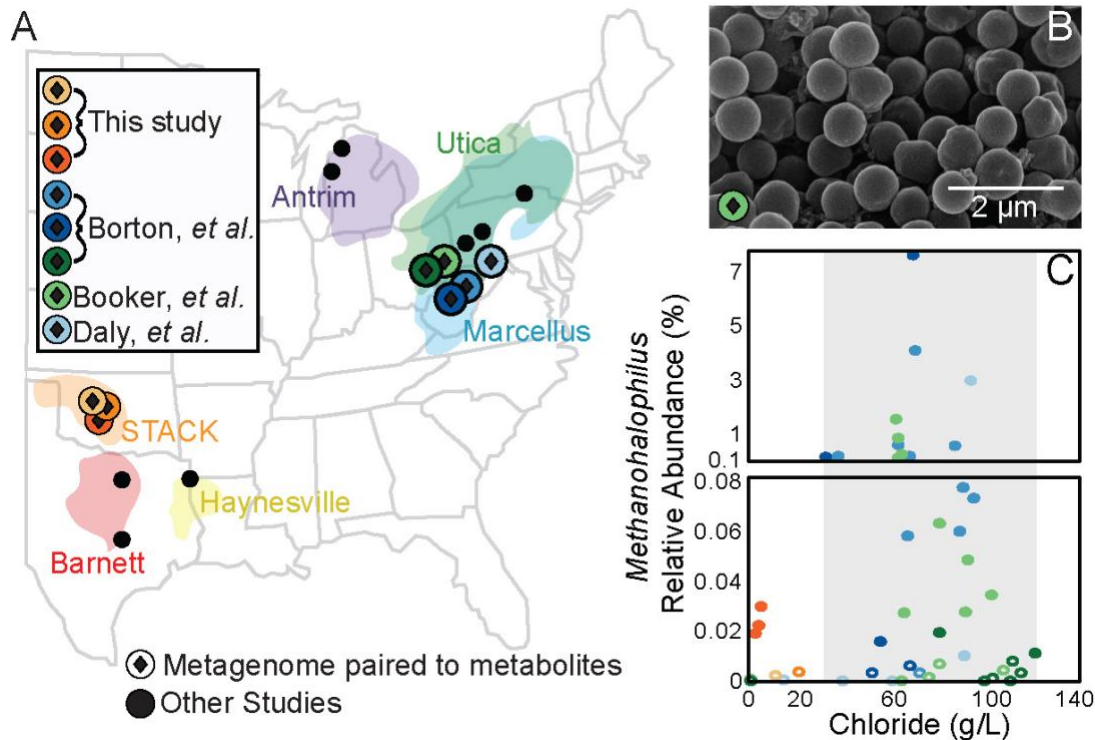 A
This study
Borton, et al.
Booker, et al.
Daly, et al.
Antrim
Utica
Marcellus
STACK
Haynesville
Barnett
Metagenome paired to metabolites
Other Studies
B
2 µm
C
Methanohalophilus
Relative Abundance (%)
7
5
3
1
0.1
0.08
0.06
0.04
0.02
0
0 20 60 100 140
Chloride (g/L)